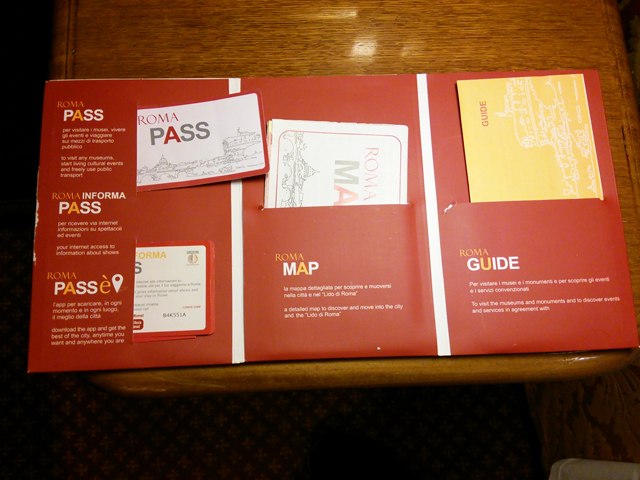 ROMA
PASS
per visitare i musei, vivere
gli eventi e viaggiare
sui mezzi di trasporto
pubblico
to visit any museums,
start living cultural events
and freely use public
transport
ROMA INFORMA
PASS
per ricevere via internet
informazioni su spettacoli
ed eventi
your internet access to
information about shows
ROMA
PASS è
l'app per scaricare, in ogni
momento e in ogni luogo,
il meglio della città
download the app and get the
best of the city, anytime you
want and anywhere you are
ROMA
PASS
ORMA
S
B4K551A
ROMA
MA
ROMA
MAP
la mappa dettagliata per scoprire e muoversi
nella città e nel "Lido di Roma"
a detailed map to discover and move into the city
and the "Lido di Roma"
GUIDE
ROMA
GUIDE
Per visitare i musei e i monumenti e per scoprire gli eventi
e i servizi convenzionati
To visit the museums and monuments and to discover events
and services in agreement with